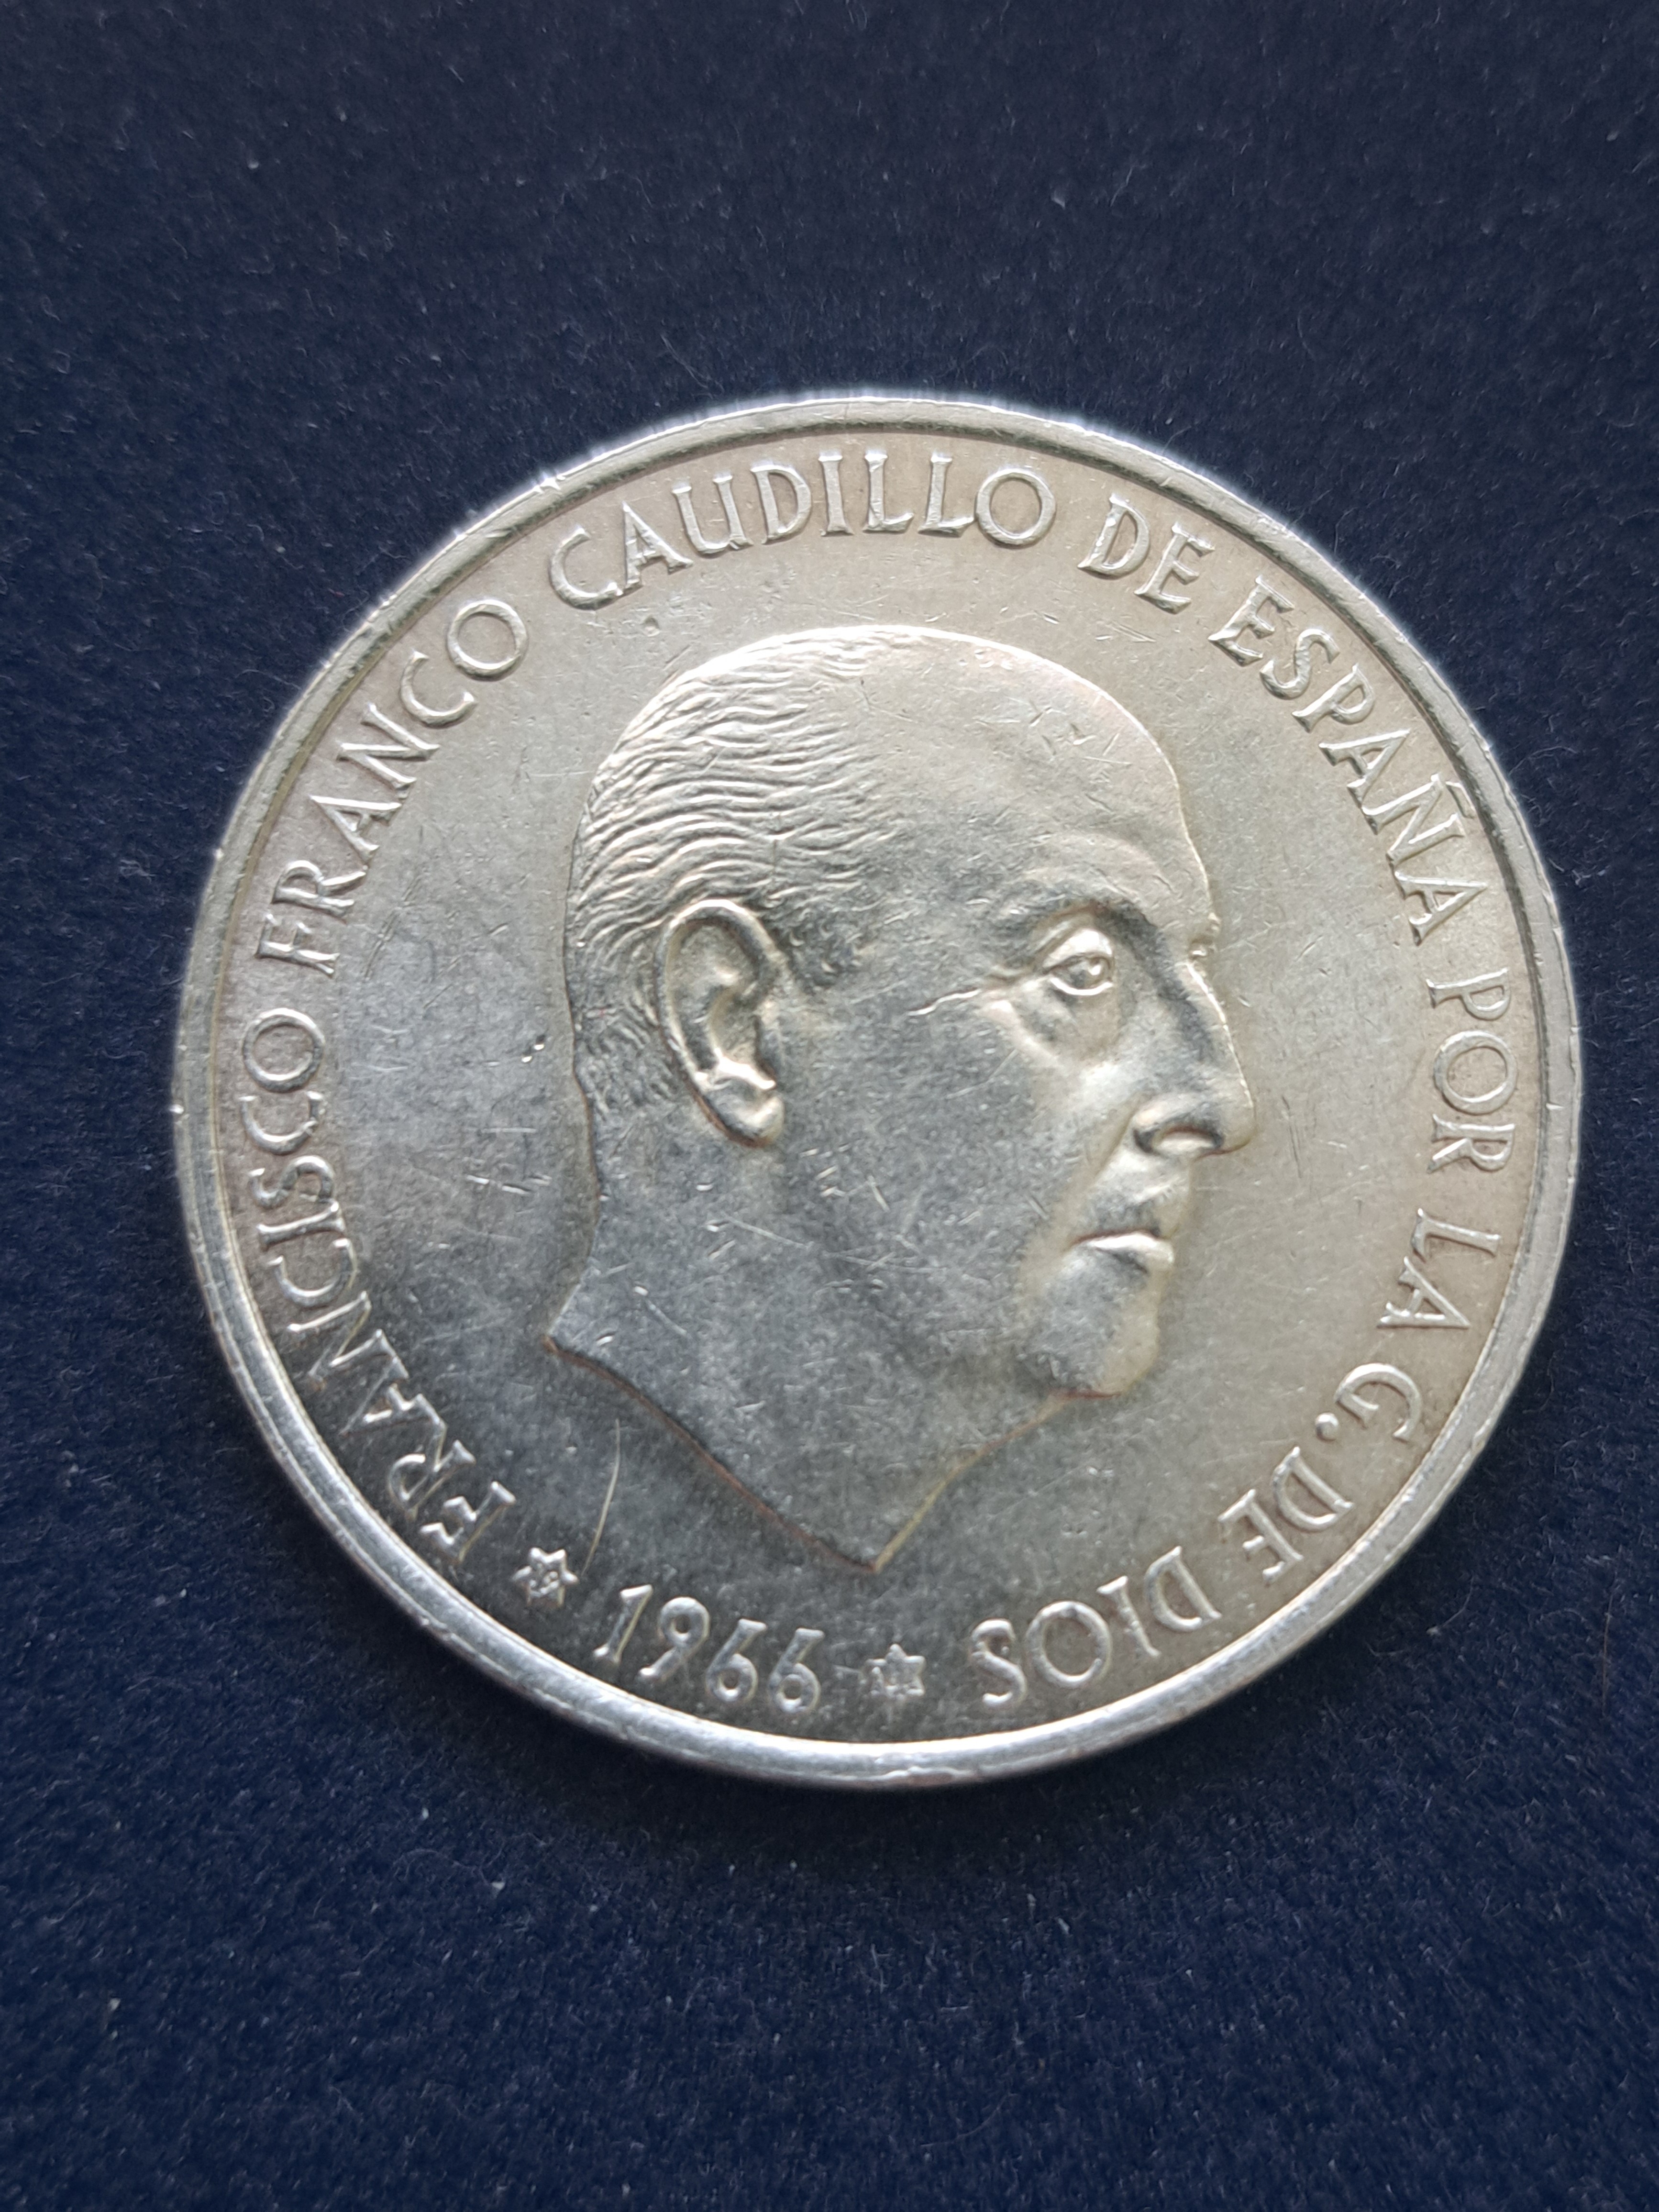 FRANCISCO FRANCO CAUDILLO DE ESPAÑA POR LA G. DE DIOS
1966